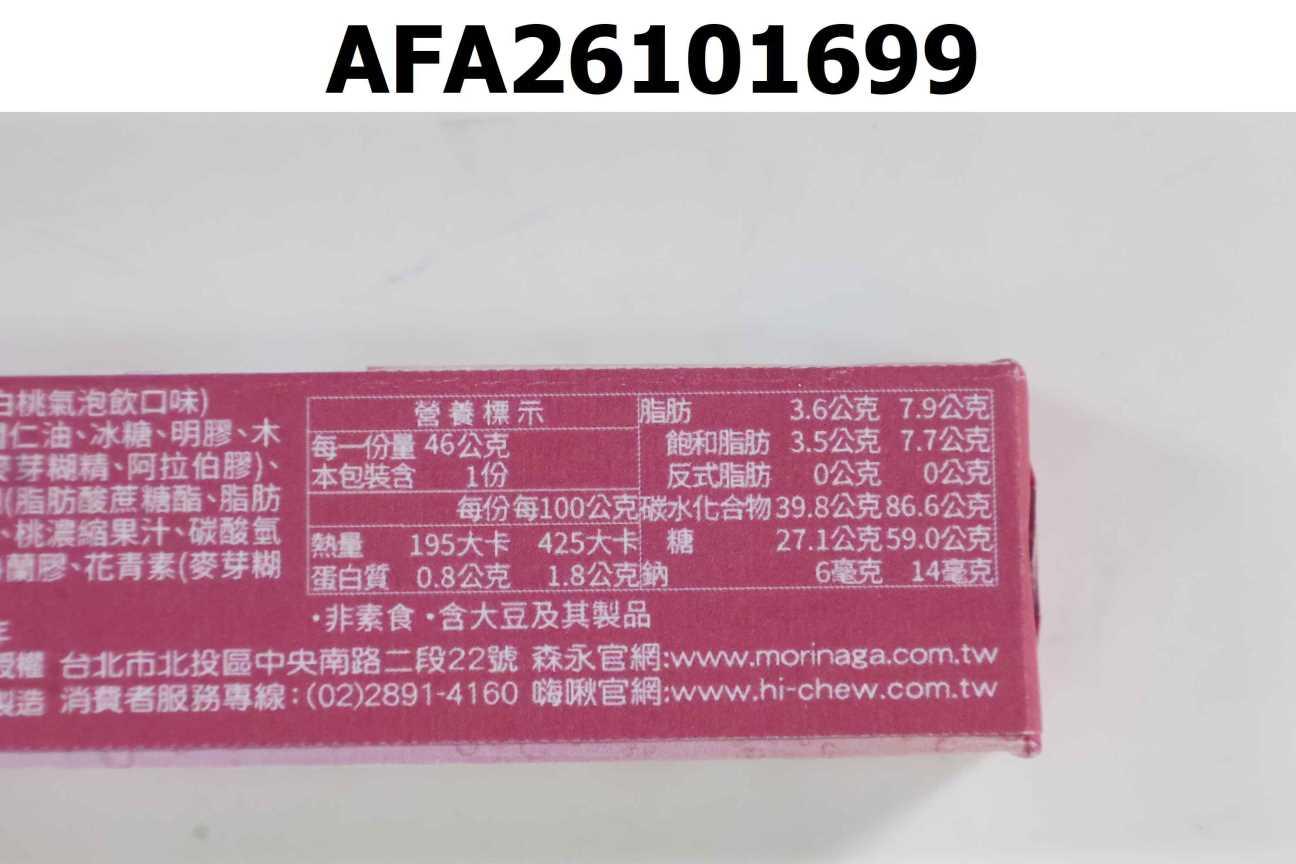 AFA26101699
白桃氣泡飲口味)
仁油、冰糖、明膠、木
麥芽糊精、阿拉伯膠)、
(脂肪酸蔗糖酯、脂肪
、桃濃縮果汁、碳酸氫
蘭膠、花青素(麥芽糊
年
授權 台北市北投區中央南路二段22號 森永官網:www.morinaga.com.tw
製造 消費者服務專線:(02)2891-4160 嗨啾官網:www.hi-chew.com.tw
營養標示
每一份量 46公克
本包裝含 1份
每份 每100公克
熱量 195大卡 425大卡
蛋白質 0.8公克 1.8公克
脂肪 3.6公克 7.9公克
飽和脂肪 3.5公克 7.7公克
反式脂肪 0公克 0公克
碳水化合物 39.8公克 86.6公克
糖 27.1公克 59.0公克
鈉 6毫克 14毫克
•非素食 •含大豆及其製品